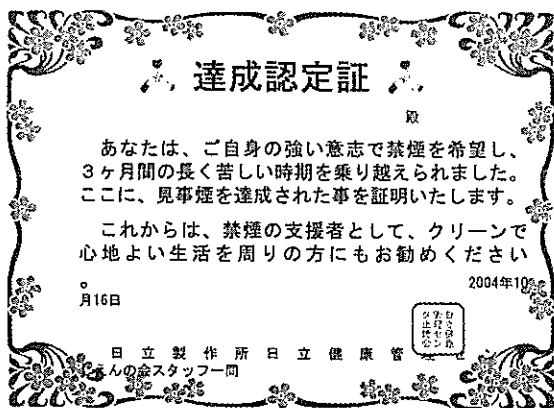 達成認定証
殿
あなたは、ご自身の強い意志で禁煙を希望し、
3ヶ月間の長く苦しい時期を乗り越えられました。
ここに、見事煙を達成された事を証明いたします。
これからは、禁煙の支援者として、クリーンで
心地よい生活を周りの方にもお勧めください
。
2004年10
月16日
日立製作所日立健康管
えんの会スタッフ一同